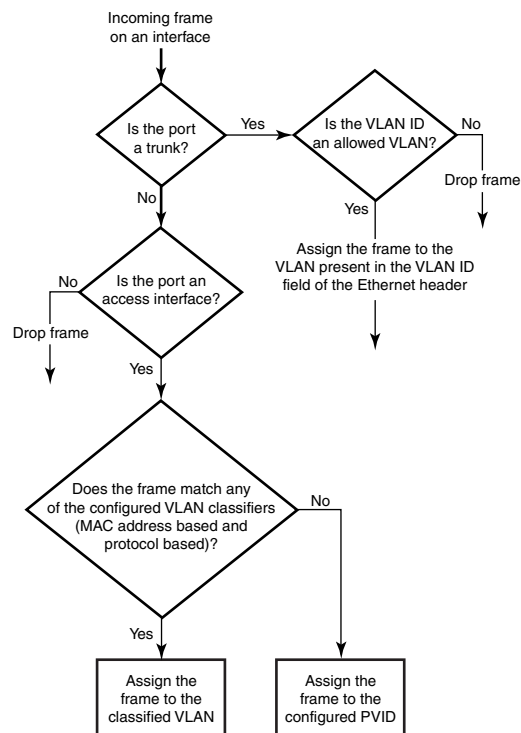 Incoming frame
on an interface
Is the port
a trunk?
Yes
Is the VLAN ID
an allowed VLAN?
No
Drop frame
Yes
Assign the frame to the
VLAN present in the VLAN ID
field of the Ethernet header
No
Is the port an
access interface?
No
Drop frame
Yes
Does the frame match any
of the configured VLAN classifiers
(MAC address based and
protocol based)?
No
Yes
Assign the
frame to the
classified VLAN
Assign the
frame to the
configured PVID